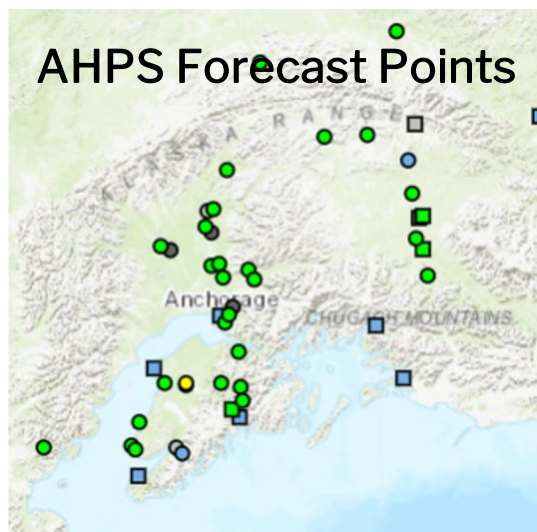 AHPS Forecast Points
ALASKA RANGE
Anchorage
CHUGACH MOUNTAINS